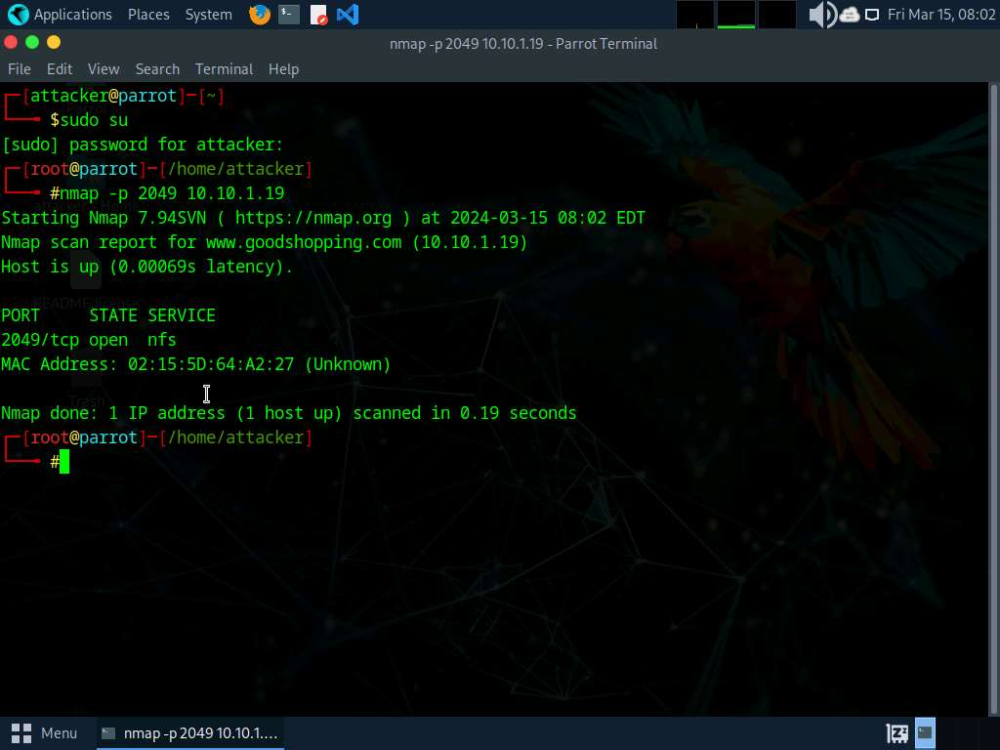 Applications Places System Fri Mar 15, 08:02
nmap -p 2049 10.10.1.19 - Parrot Terminal
File Edit View Search Terminal Help
┌─[attacker@parrot]─[~]
└──╼ $sudo su
[sudo] password for attacker:
┌─[root@parrot]─[/home/attacker]
└──╼ #nmap -p 2049 10.10.1.19
Starting Nmap 7.94SVN ( https://nmap.org ) at 2024-03-15 08:02 EDT
Nmap scan report for www.goodshopping.com (10.10.1.19)
Host is up (0.00069s latency).
PORT     STATE SERVICE
2049/tcp open  nfs
MAC Address: 02:15:5D:64:A2:27 (Unknown)
Trash
Nmap done: 1 IP address (1 host up) scanned in 0.19 seconds
┌─[root@parrot]─[/home/attacker]
└──╼ #
Menu nmap -p 2049 10.10.1....